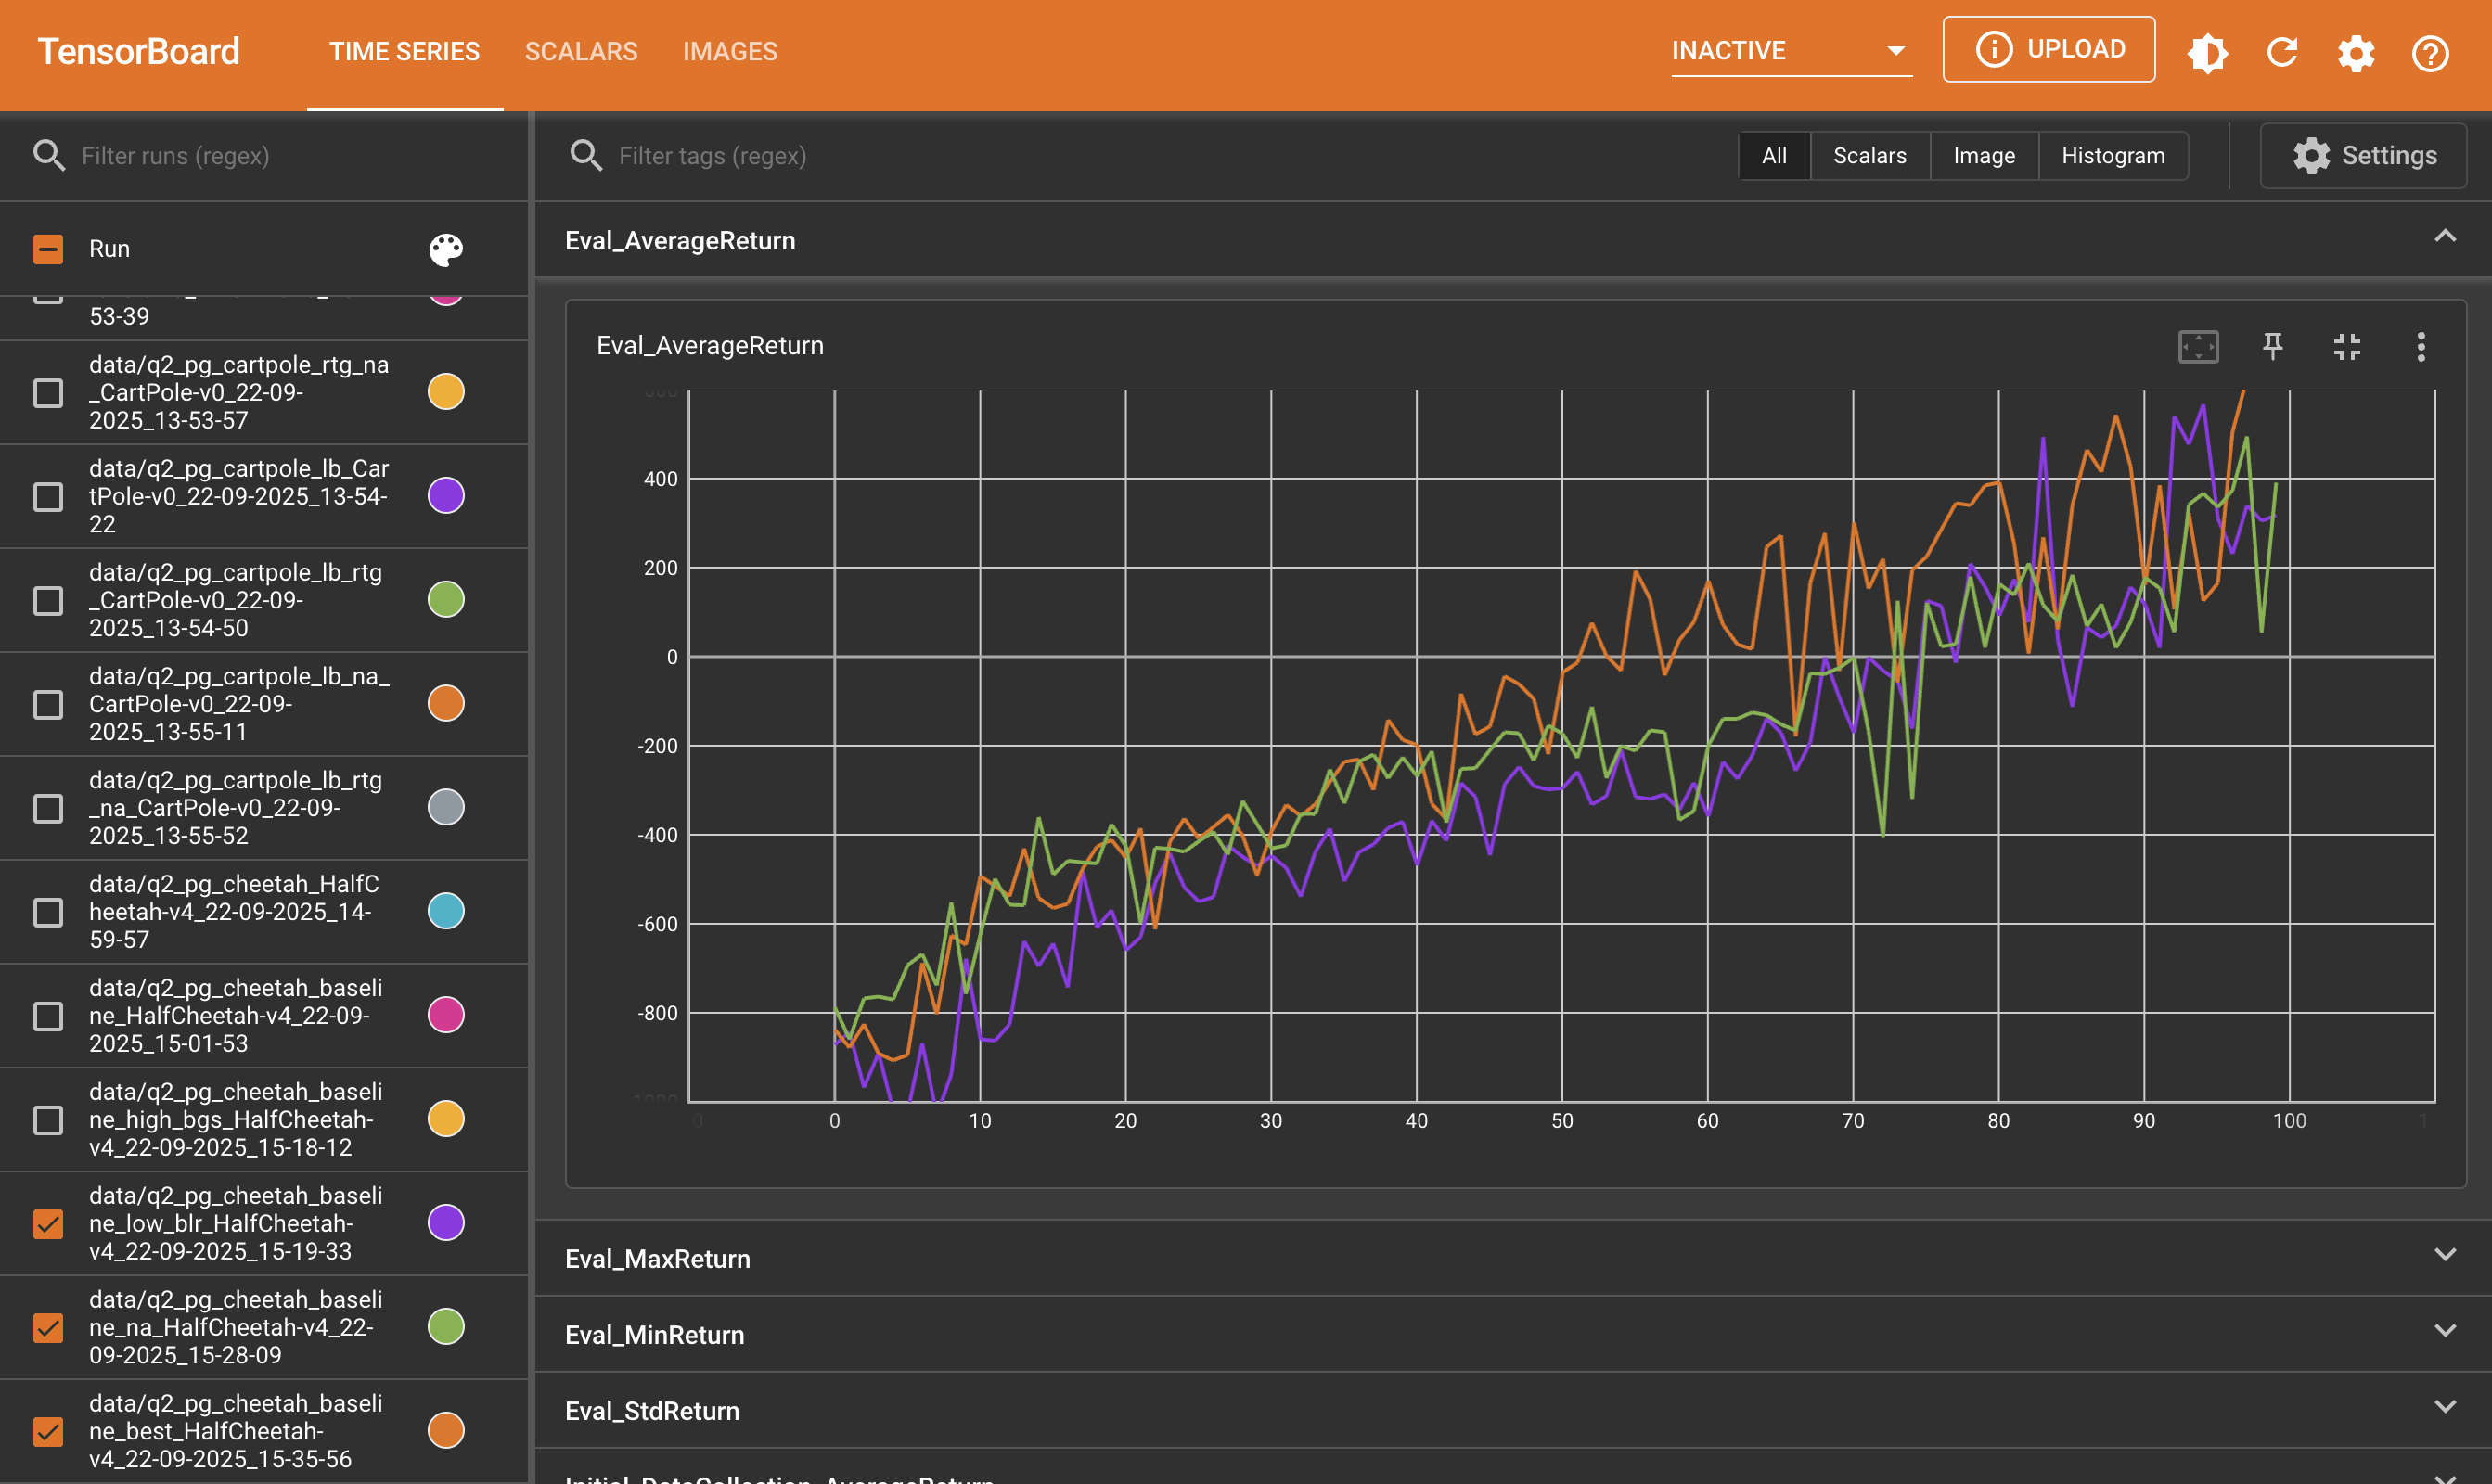 TensorBoard
TIME SERIES
SCALARS
IMAGES
INACTIVE
UPLOAD
Filter runs (regex)
Run
53-39
data/q2_pg_cartpole_rtg_na
_CartPole-v0_22-09-
2025_13-53-57
data/q2_pg_cartpole_lb_Car
tPole-v0_22-09-2025_13-54-
22
data/q2_pg_cartpole_lb_rtg
_CartPole-v0_22-09-
2025_13-54-50
data/q2_pg_cartpole_lb_na_
CartPole-v0_22-09-
2025_13-55-11
data/q2_pg_cartpole_lb_rtg
_na_CartPole-v0_22-09-
2025_13-55-52
data/q2_pg_cheetah_HalfC
heetah-v4_22-09-2025_14-
59-57
data/q2_pg_cheetah_baseli
ne_HalfCheetah-v4_22-09-
2025_15-01-53
data/q2_pg_cheetah_baseli
ne_high_bgs_HalfCheetah-
v4_22-09-2025_15-18-12
data/q2_pg_cheetah_baseli
ne_low_blr_HalfCheetah-
v4_22-09-2025_15-19-33
data/q2_pg_cheetah_baseli
ne_na_HalfCheetah-v4_22-
09-2025_15-28-09
data/q2_pg_cheetah_baseli
ne_best_HalfCheetah-
v4_22-09-2025_15-35-56
Filter tags (regex)
All
Scalars
Image
Histogram
Settings
Eval_AverageReturn
Eval_AverageReturn
400
200
0
-200
-400
-600
-800
0 10 20 30 40 50 60 70 80 90 100
Eval_MaxReturn
Eval_MinReturn
Eval_StdReturn
Initial_DataCollection_AverageReturn